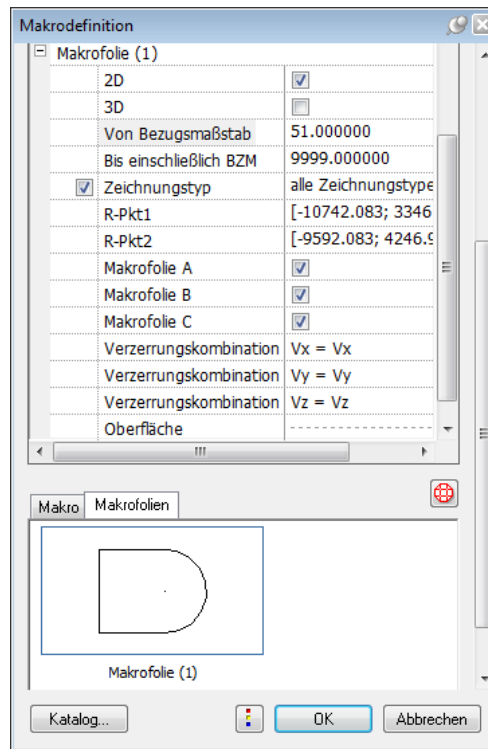 Makrodefinition
Makrofolie (1)
2D
3D
Von Bezugsmaßstab 51.000000
Bis einschließlich BZM 9999.000000
Zeichnungstyp alle Zeichnungstype
R-Pkt1 [-10742.083; 3346
R-Pkt2 [-9592.083; 4246.9
Makrofolie A
Makrofolie B
Makrofolie C
Verzerrungskombination Vx = Vx
Verzerrungskombination Vy = Vy
Verzerrungskombination Vz = Vz
Oberfläche
Makro Makrofolien
Makrofolie (1)
Katalog... OK Abbrechen